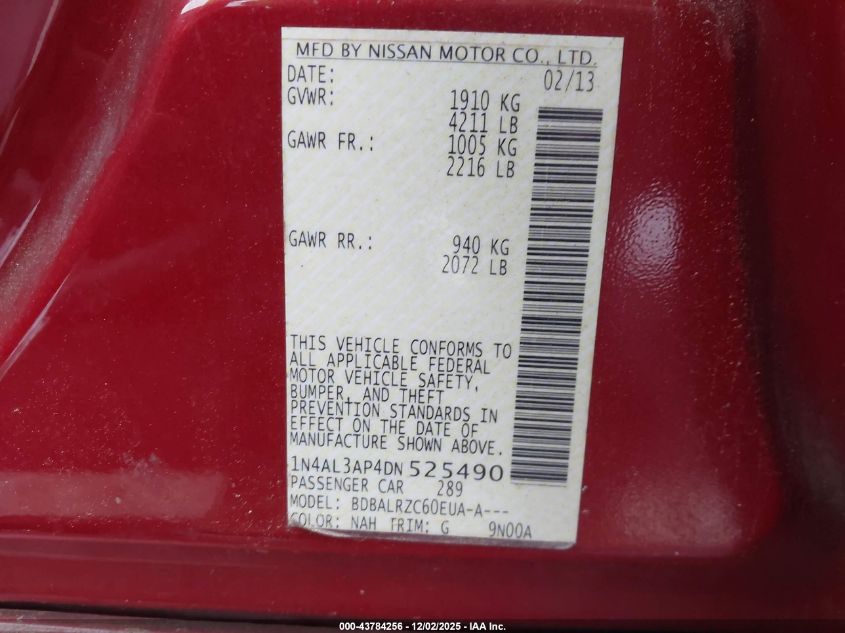 MFD BY NISSAN MOTOR CO., LTD.
DATE: 02/13
GVWR: 1910 KG
4211 LB
GAWR FR.: 1005 KG
2216 LB
GAWR RR.: 940 KG
2072 LB
THIS VEHICLE CONFORMS TO
ALL APPLICABLE FEDERAL
MOTOR VEHICLE SAFETY,
BUMPER, AND THEFT
PREVENTION STANDARDS IN
EFFECT ON THE DATE OF
MANUFACTURE SHOWN ABOVE.
1N4AL3AP4DN525490
PASSENGER CAR 289
MODEL: BDBALRZC60EUA-A---
COLOR: NAH TRIM: G 9N00A
000-43784256 - 12/02/2025 - IAA Inc.